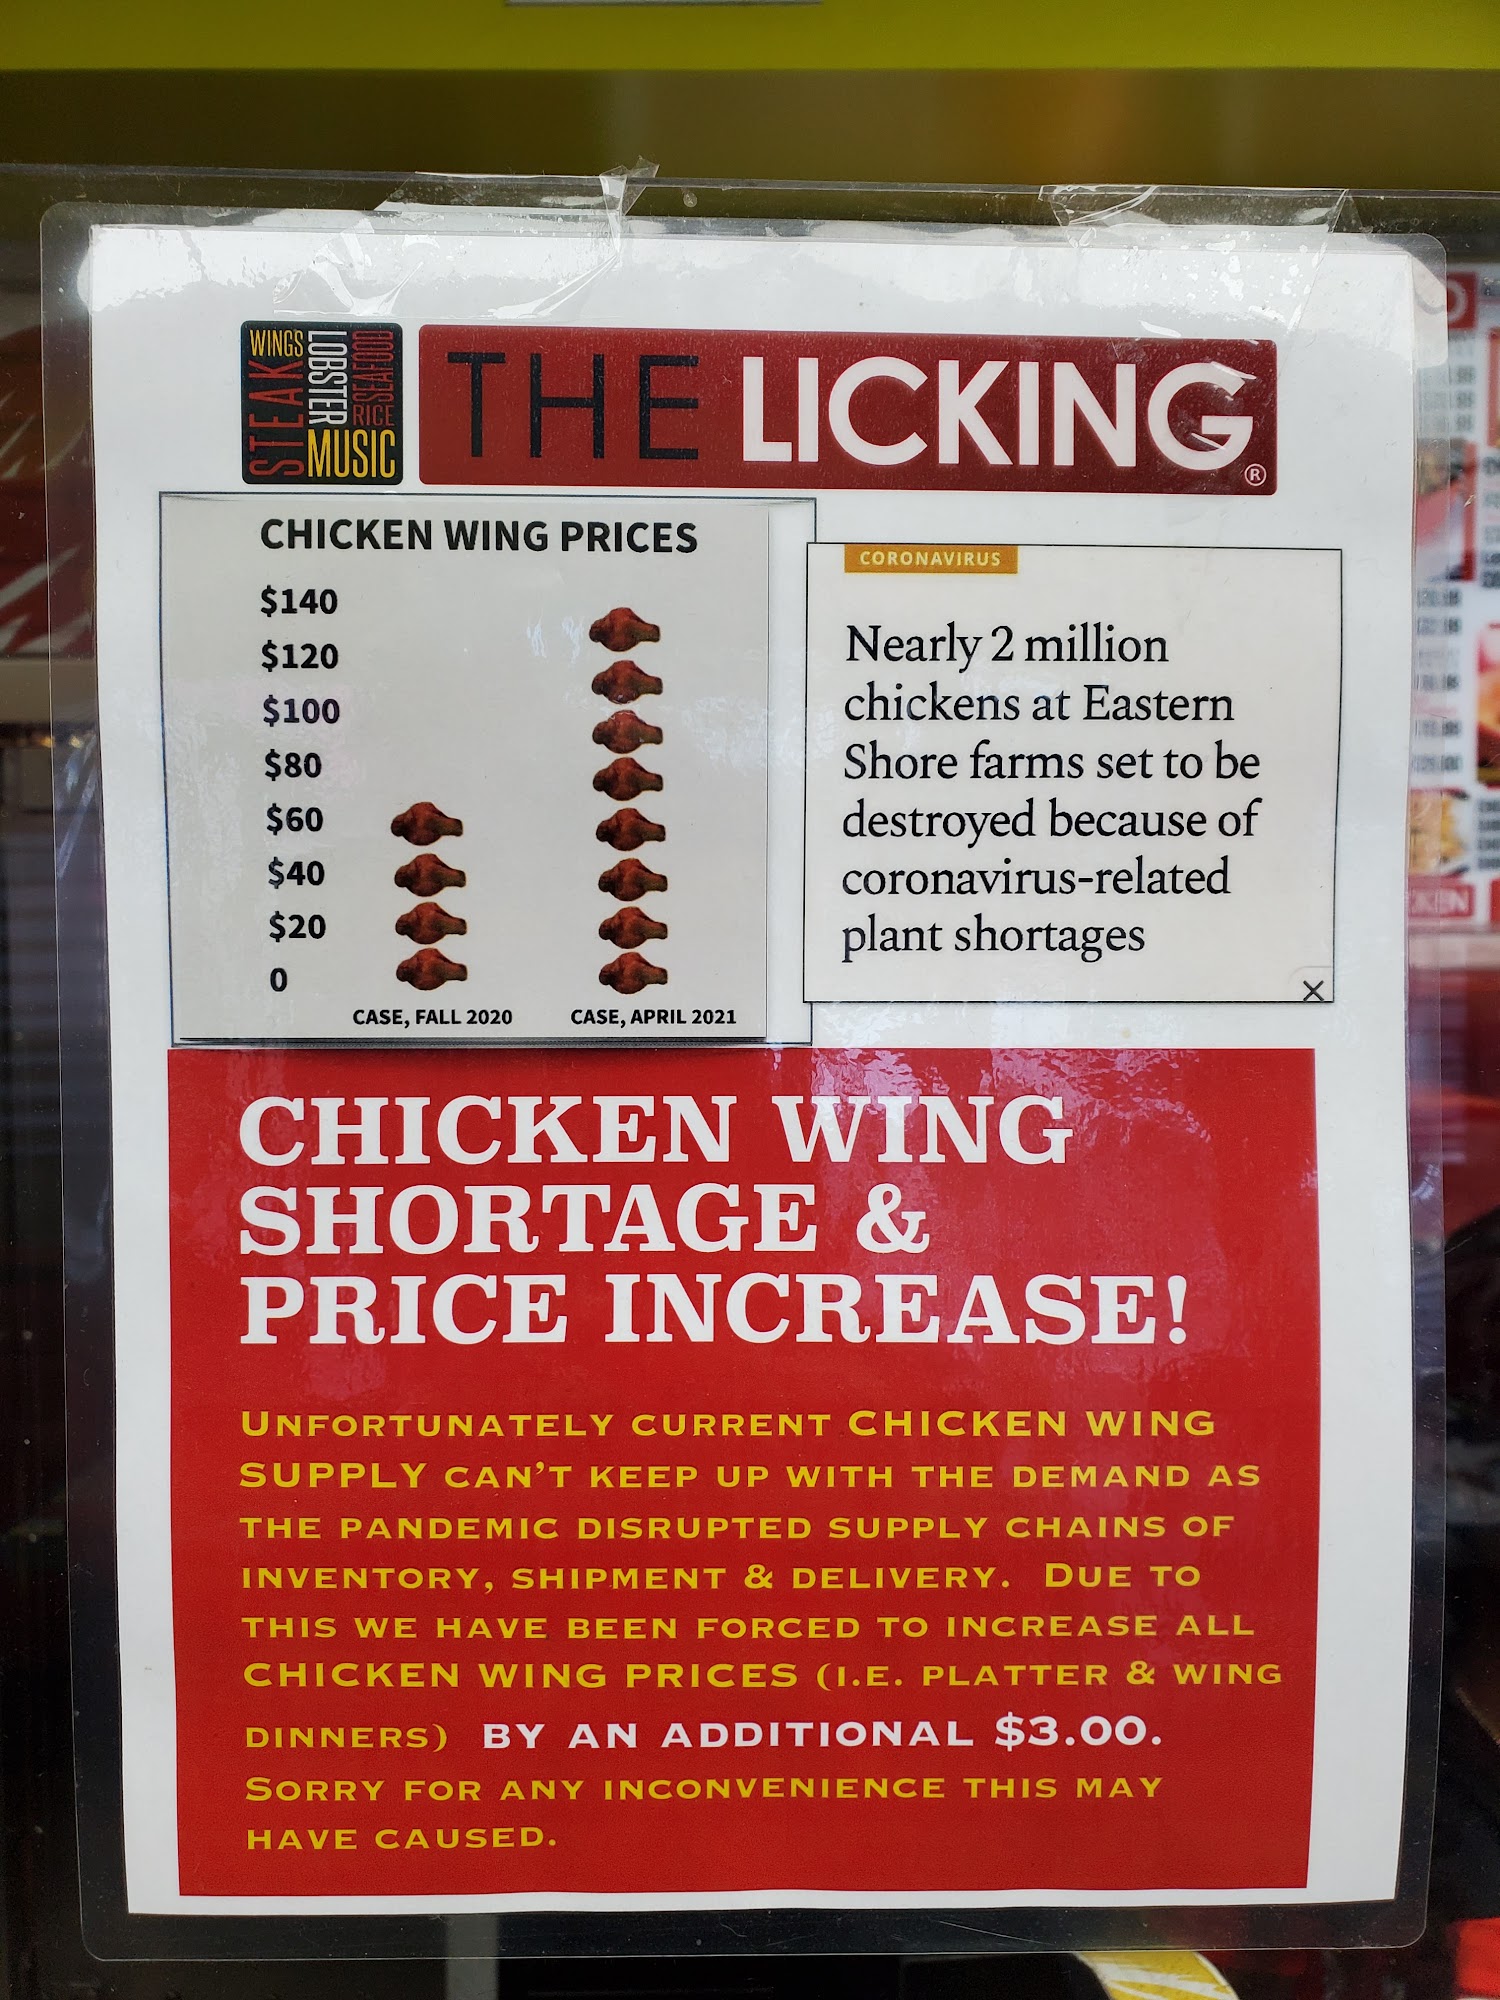 WINGS
STEAK
LOBSTER
SEAFOOD
RICE
MUSIC
THE LICKING®
CHICKEN WING PRICES
$140
$120
$100
$80
$60
$40
$20
0
CASE, FALL 2020
CASE, APRIL 2021
CORONAVIRUS
Nearly 2 million
chickens at Eastern
Shore farms set to be
destroyed because of
coronavirus-related
plant shortages
CHICKEN WING
SHORTAGE &
PRICE INCREASE!
UNFORTUNATELY CURRENT CHICKEN WING
SUPPLY CAN'T KEEP UP WITH THE DEMAND AS
THE PANDEMIC DISRUPTED SUPPLY CHAINS OF
INVENTORY, SHIPMENT & DELIVERY. DUE TO
THIS WE HAVE BEEN FORCED TO INCREASE ALL
CHICKEN WING PRICES (I.E. PLATTER & WING
DINNERS) BY AN ADDITIONAL $3.00.
SORRY FOR ANY INCONVENIENCE THIS MAY
HAVE CAUSED.